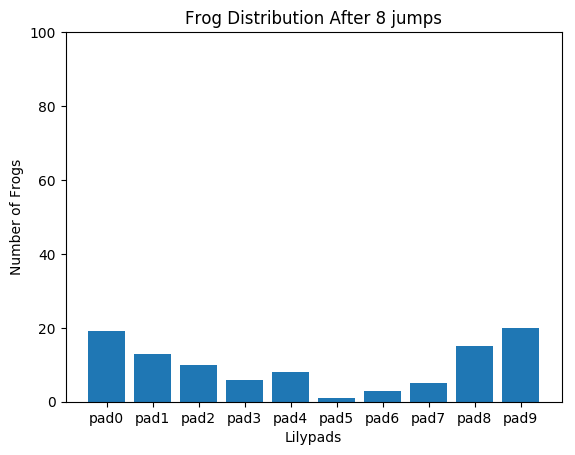 Frog Distribution After 8 jumps
100
80
60
40
20
0
Number of Frogs
pad0 pad1 pad2 pad3 pad4 pad5 pad6 pad7 pad8 pad9
Lilypads